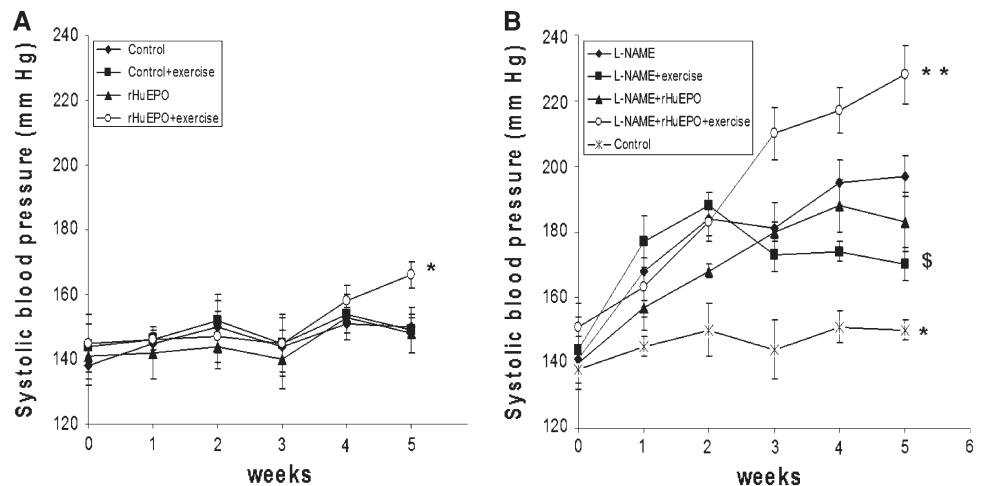 A
Systolic blood pressure (mm Hg)
240
220
200
180
160
140
120
Control
Control+exercise
rHuEPO
rHuEPO+exercise
*
0 1 2 3 4 5
weeks
B
Systolic blood pressure (mm Hg)
240
220
200
180
160
140
120
L-NAME
L-NAME+exercise
L-NAME+rHuEPO
L-NAME+rHuEPO+exercise
Control
* *
$
*
0 1 2 3 4 5 6
weeks